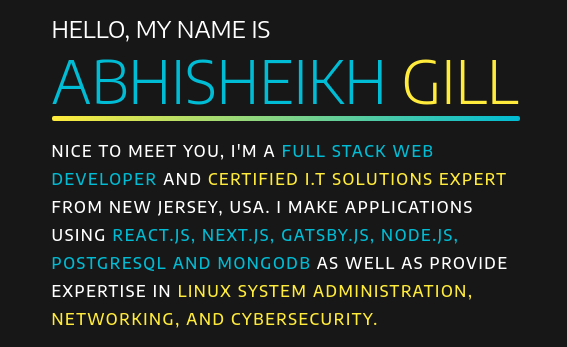 HELLO, MY NAME IS
ABHISHEIKH GILL
NICE TO MEET YOU, I'M A FULL STACK WEB
DEVELOPER AND CERTIFIED I.T SOLUTIONS EXPERT
FROM NEW JERSEY, USA. I MAKE APPLICATIONS
USING REACT.JS, NEXT.JS, GATSBY.JS, NODE.JS,
POSTGRESQL AND MONGODB AS WELL AS PROVIDE
EXPERTISE IN LINUX SYSTEM ADMINISTRATION,
NETWORKING, AND CYBERSECURITY.